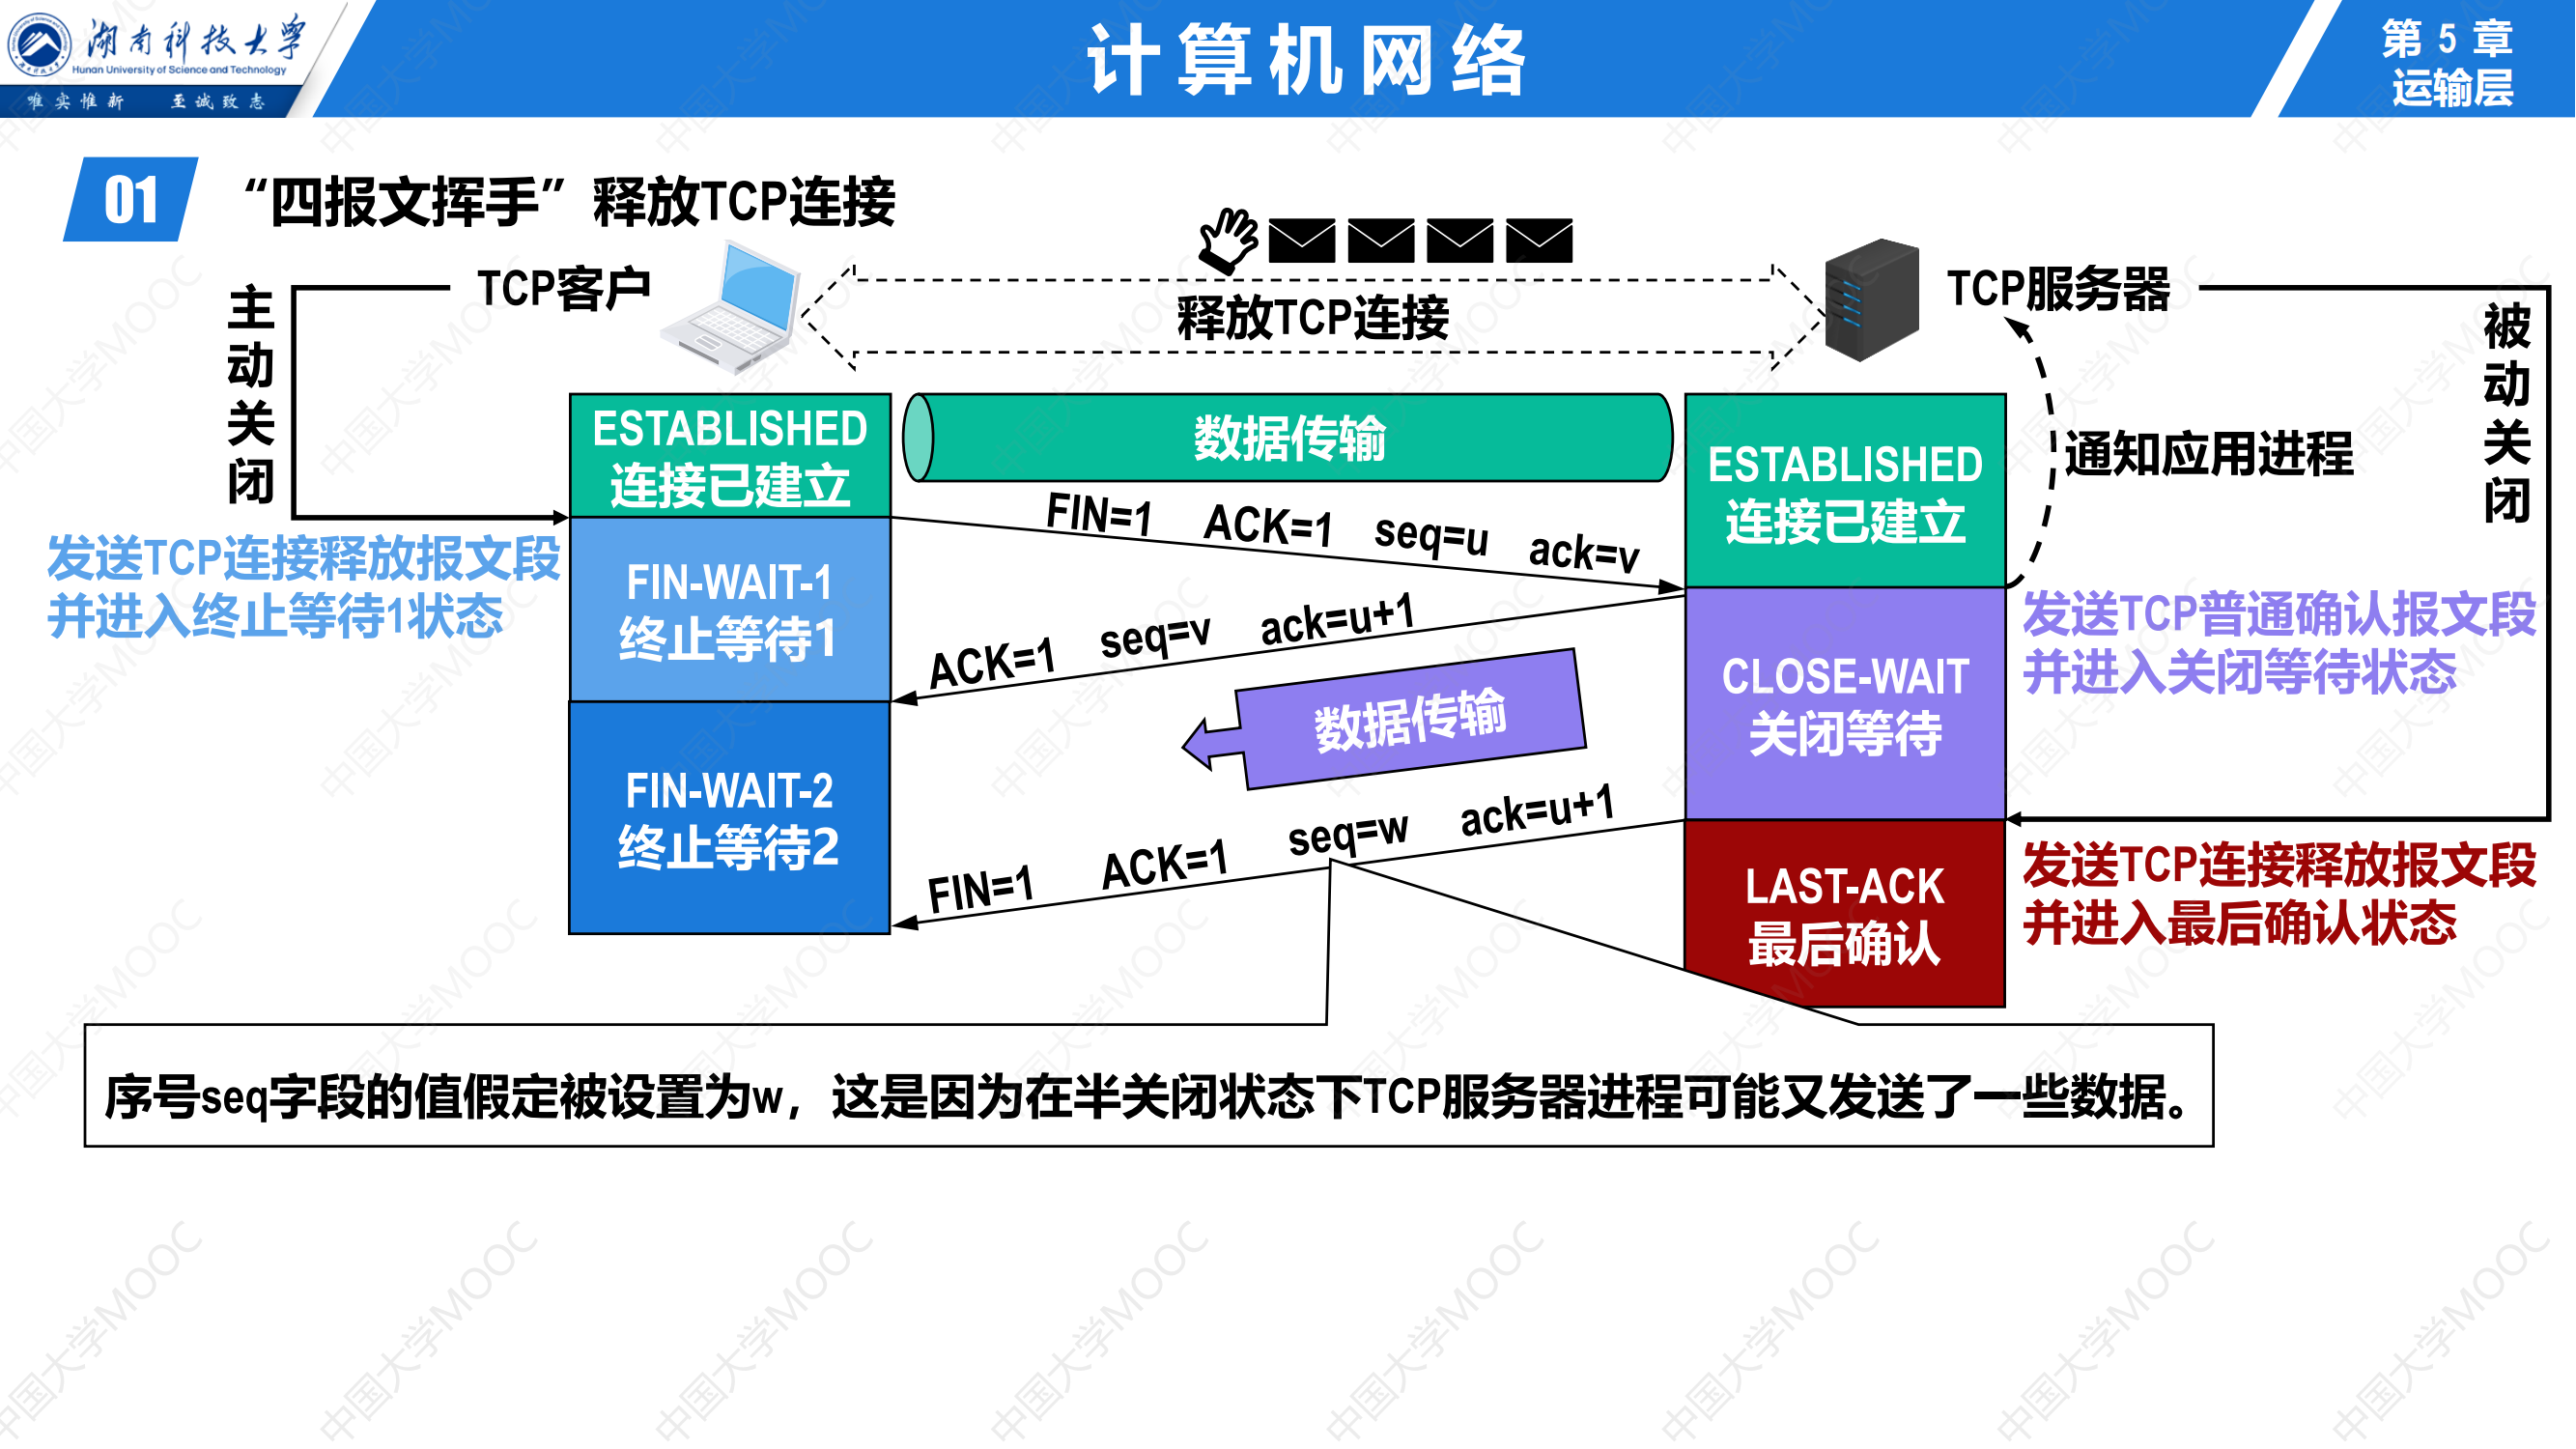 湖南科技大学
Hunan University of Science and Technology
唯实惟新 至诚致志
计算机网络
第 5 章
运输层
01
“四报文挥手”释放TCP连接
TCP客户
释放TCP连接
TCP服务器
主动关闭
被动关闭
ESTABLISHED
连接已建立
数据传输
ESTABLISHED
连接已建立
通知应用进程
FIN=1 ACK=1 seq=u ack=v
发送TCP连接释放报文段
并进入终止等待1状态
FIN-WAIT-1
终止等待1
ACK=1 seq=v ack=u+1
发送TCP普通确认报文段
并进入关闭等待状态
CLOSE-WAIT
关闭等待
数据传输
FIN-WAIT-2
终止等待2
FIN=1 ACK=1 seq=w ack=u+1
LAST-ACK
最后确认
发送TCP连接释放报文段
并进入最后确认状态
序号seq字段的值假定被设置为w，这是因为在半关闭状态下TCP服务器进程可能又发送了一些数据。
中国大学MOOC